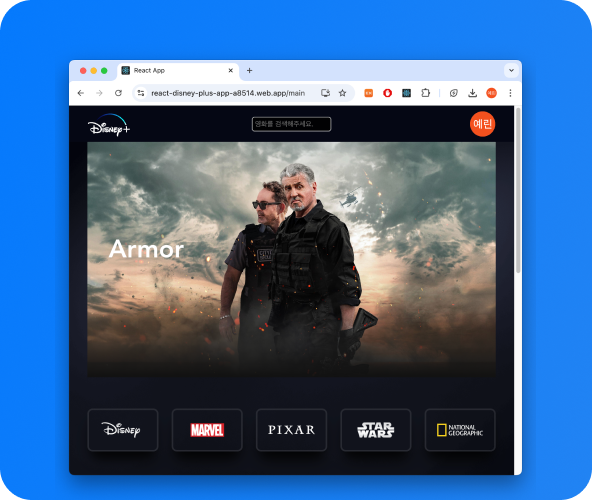 React App
react-disney-plus-app-a8514.web.app/main
Disney+
영화를 검색해주세요.
예린
Armor
Disney
MARVEL
PIXAR
STAR
WARS
NATIONAL
GEOGRAPHIC